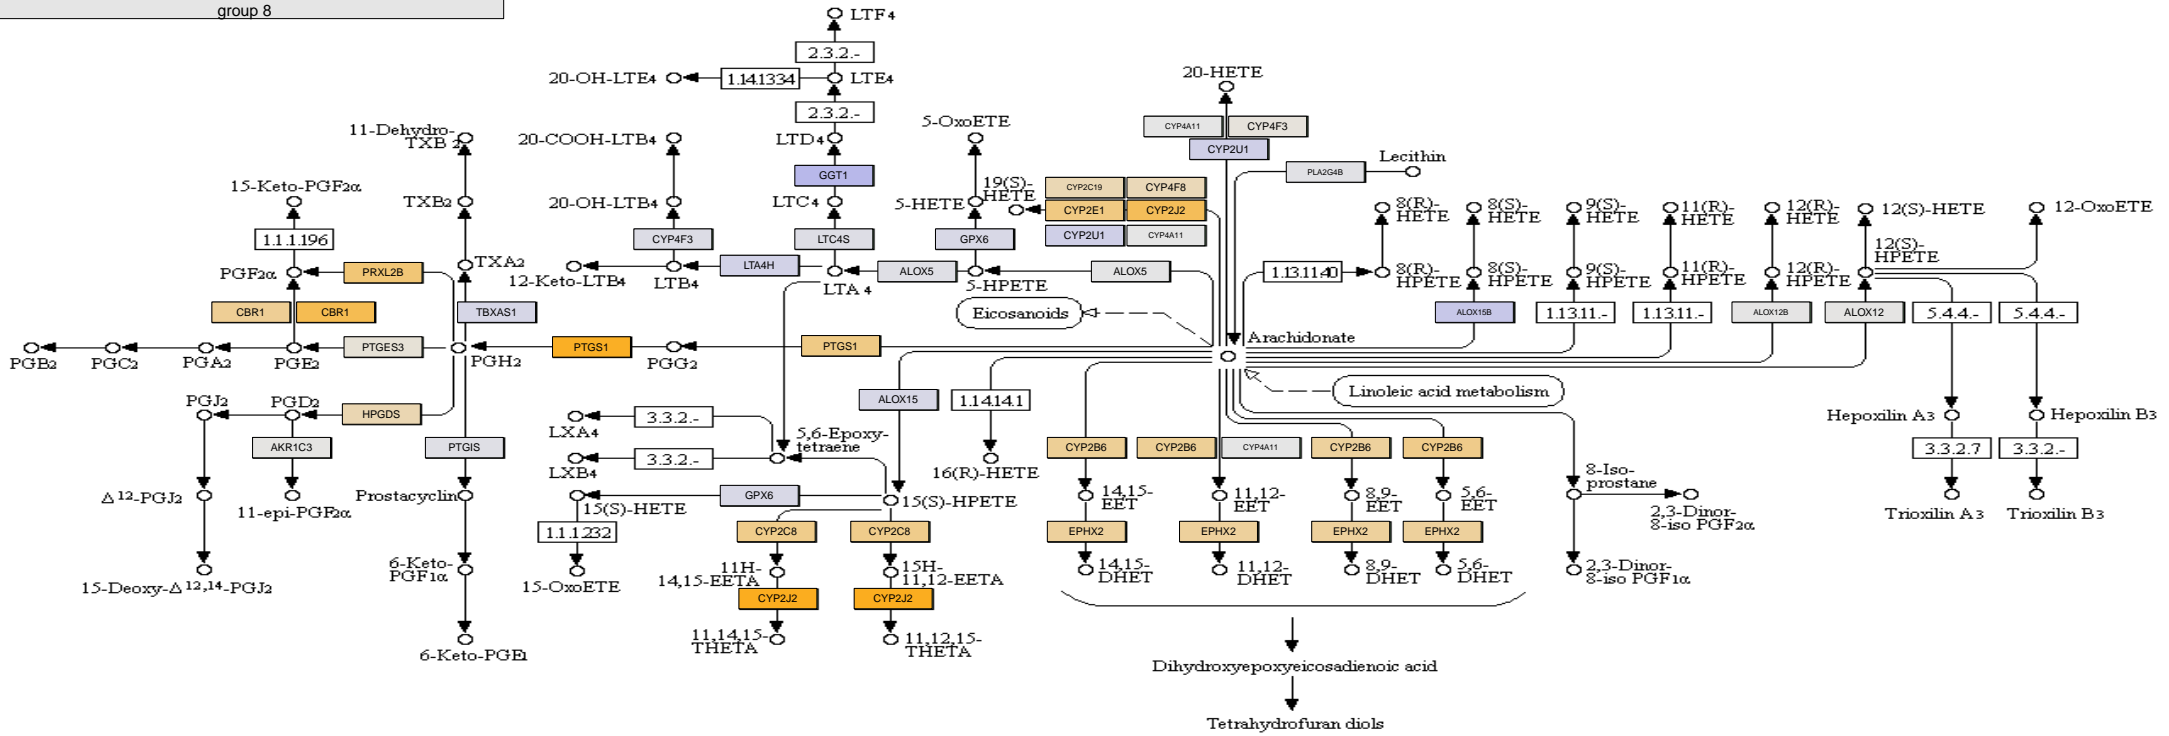 group 8
LTF4
2.3.2.-
20-OH-LTE4
1.14.13.34
LTE4
20-HETE
2.3.2.-
11-Dehydro-
TXB 2
20-COOH-LTB4
LTD4
5-OxoETE
CYP4A11
CYP4F3
CYP2U1
Lecithin
GGT1
PLA2G4B
15-Keto-PGF2α
TXB2
20-OH-LTB4
LTC4
5-HETE
19(S)-
HETE
CYP2C19
CYP4F8
CYP2E1
CYP2J2
CYP2U1
CYP4A11
8(R)-
HETE
8(S)-
HETE
9(S)-
HETE
11(R)-
HETE
12(R)-
HETE
12(S)-HETE
12-OxoETE
1.1.1.196
CYP4F3
LTC4S
GPX6
12(S)-
HPETE
PGF2α
PRXL2B
TXA2
12-Keto-LTB4
LTB4
LTA4H
LTA 4
ALOX5
5-HPETE
ALOX5
1.13.11.40
8(R)-
HPETE
8(S)-
HPETE
9(S)-
HPETE
11(R)-
HPETE
12(R)-
HPETE
CBR1
CBR1
TBXAS1
Eicosanoids
ALOX15B
1.13.11.-
1.13.11.-
ALOX12B
ALOX12
5.4.4.-
5.4.4.-
PGB2
PGC2
PGA2
PGE2
PTGES3
PGH2
PTGS1
PGG2
PTGS1
Arachidonate
PGJ2
PGD2
HPGDS
ALOX15
1.14.14.1
Linoleic acid metabolism
LXA4
3.3.2.-
Hepoxilin A3
Hepoxilin B3
AKR1C3
PTGIS
5,6-Epoxy-
tetraene
CYP2B6
CYP2B6
CYP4A11
CYP2B6
CYP2B6
3.3.2.7
3.3.2.-
LXB4
3.3.2.-
16(R)-HETE
8-Iso-
prostane
Δ12-PGJ2
11-epi-PGF2α
Prostacyclin
15(S)-HETE
GPX6
15(S)-HPETE
14,15-
EET
11,12-
EET
8,9-
EET
5,6-
EET
2,3-Dinor-
8-iso PGF2α
Trioxilin A3
Trioxilin B3
1.1.1.232
CYP2C8
CYP2C8
EPHX2
EPHX2
EPHX2
EPHX2
6-Keto-
PGF1α
15-Deoxy-Δ12,14-PGJ2
15-OxoETE
11H-
14,15-EETA
15H-
11,12-EETA
14,15-
DHET
11,12-
DHET
8,9-
DHET
5,6-
DHET
2,3-Dinor-
8-iso PGF1α
CYP2J2
CYP2J2
6-Keto-PGE1
11,14,15-
THETA
11,12,15-
THETA
Dihydroxyepoxyeicosadienoic acid
Tetrahydrofuran diols